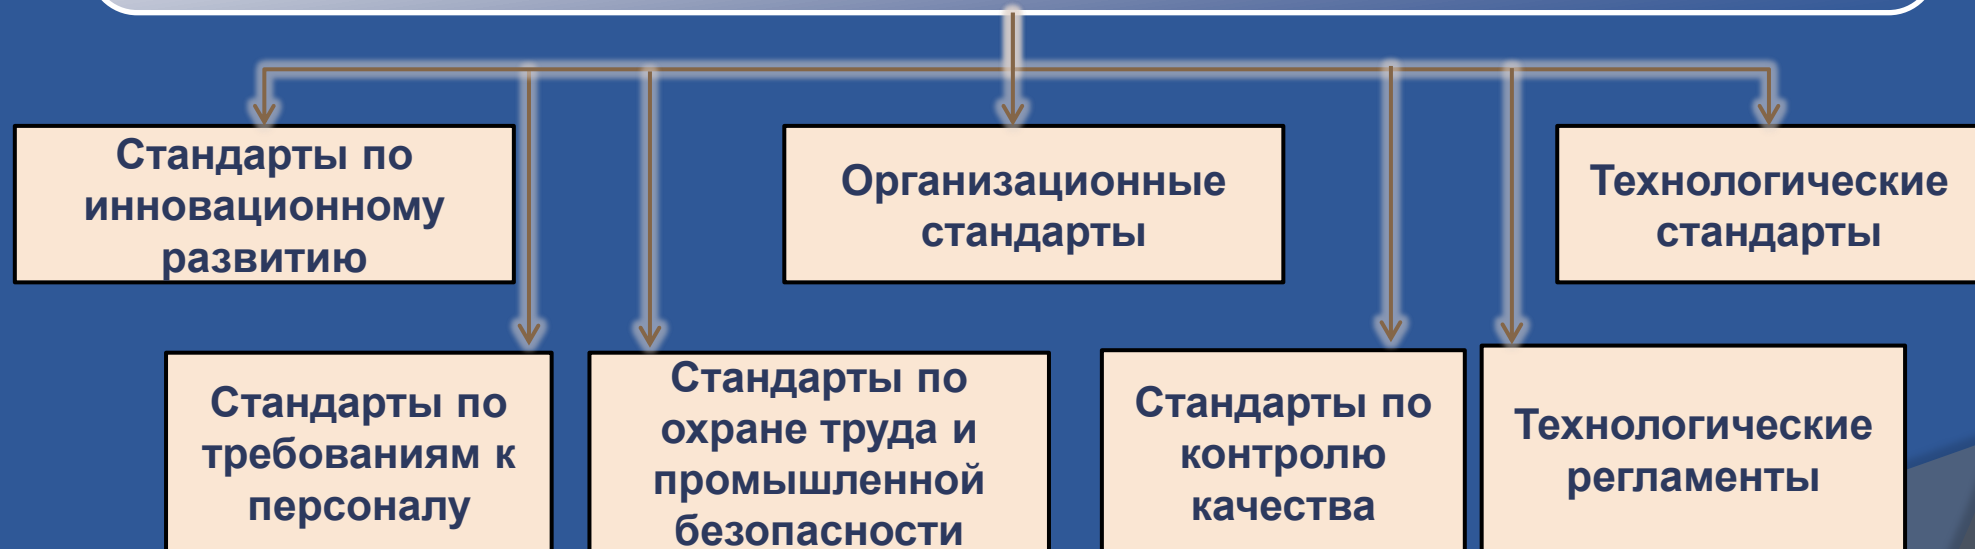 Стандарты по
инновационному
развитию
Организационные
стандарты
Технологические
стандарты
Стандарты по
требованиям к
персоналу
Стандарты по
охране труда и
промышленной
безопасности
Стандарты по
контролю
качества
Технологические
регламенты